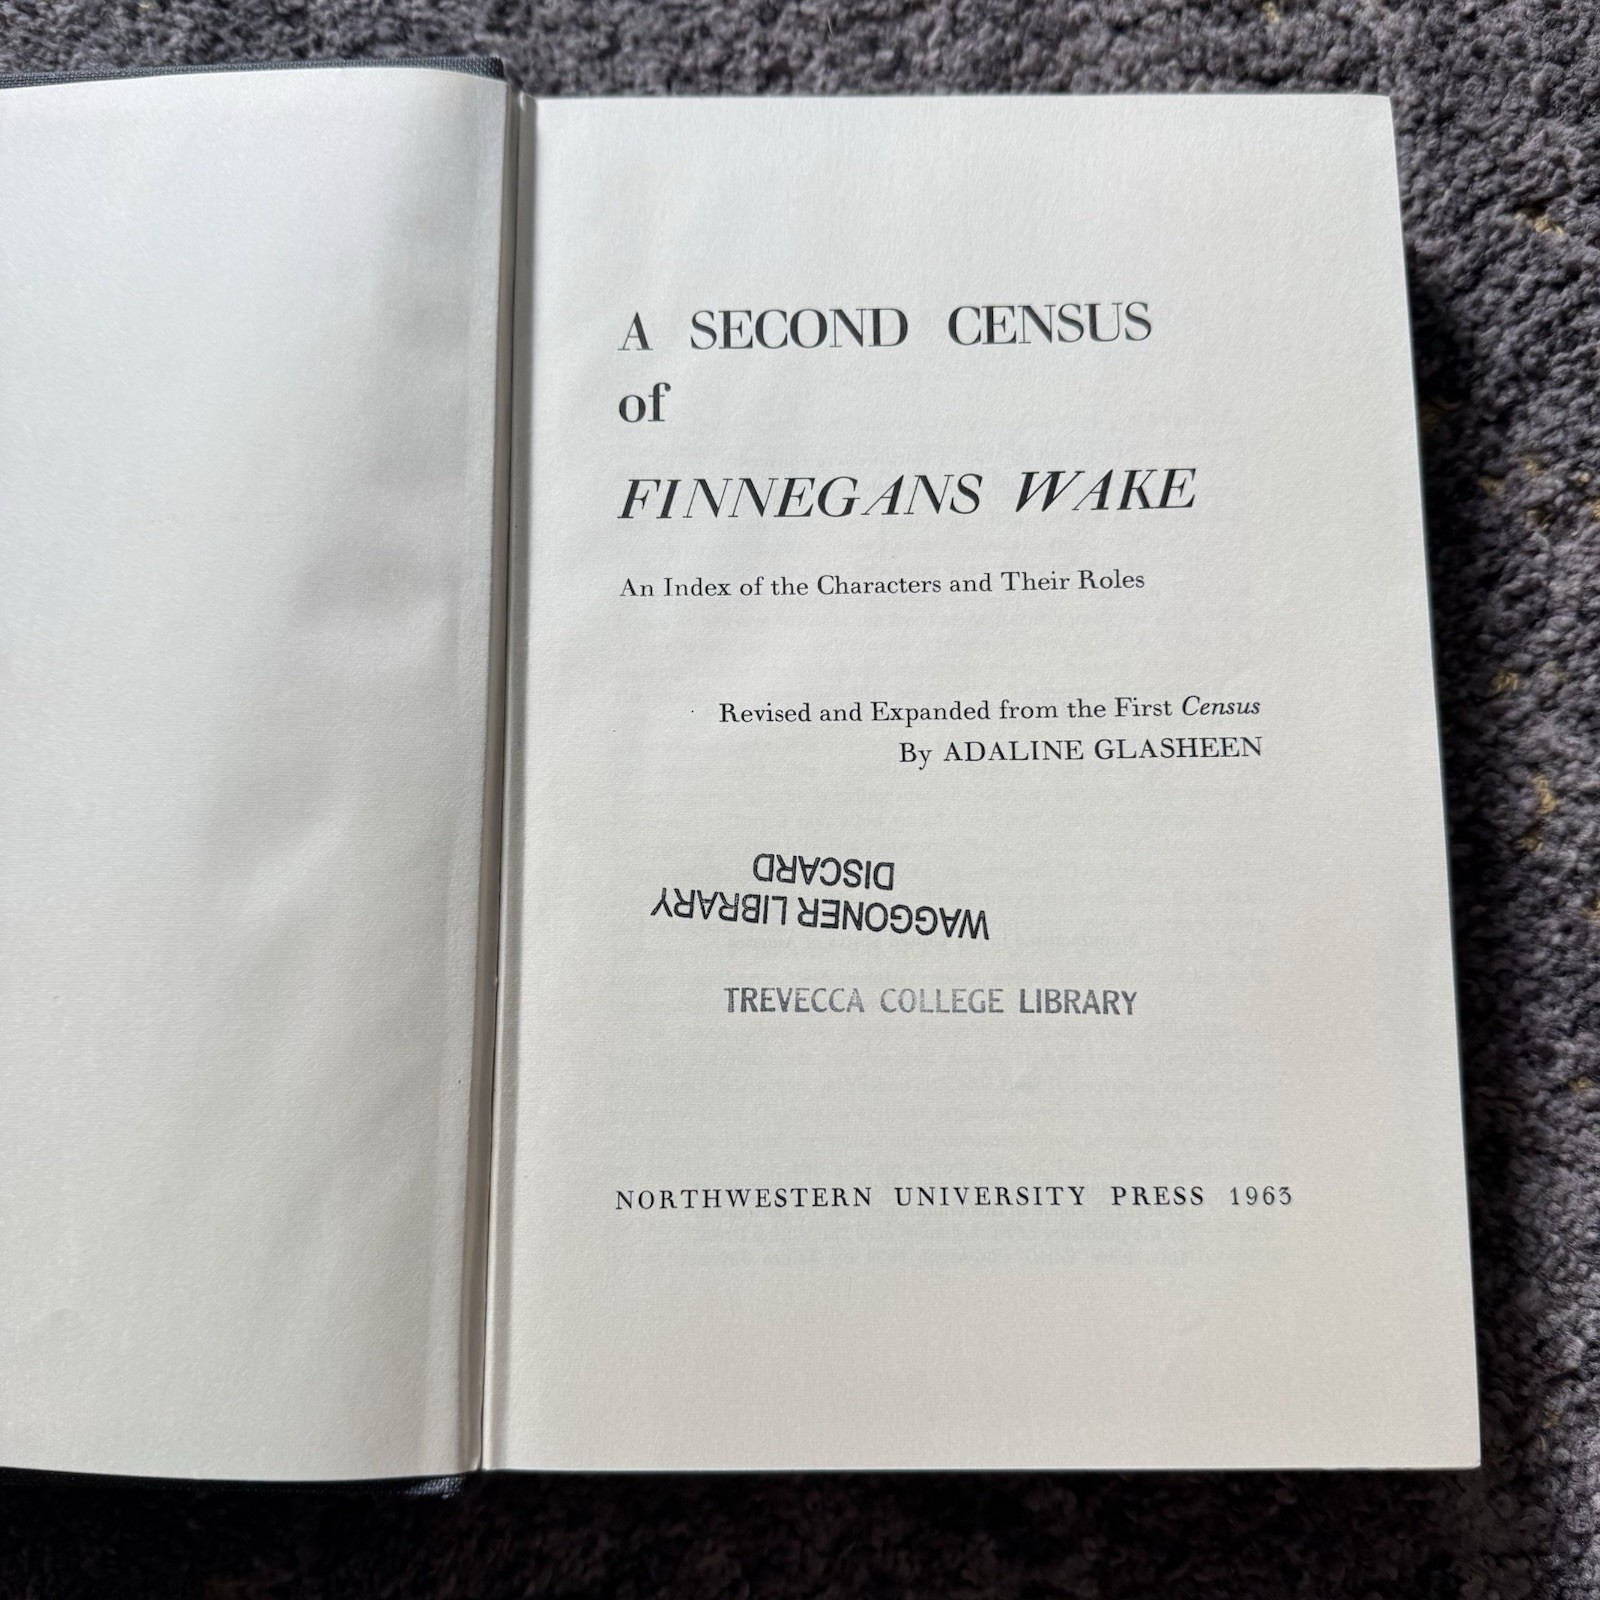 A SECOND CENSUS
of
FINNEGANS WAKE
An Index of the Characters and Their Roles
Revised and Expanded from the First Census
By ADALINE GLASHEEN
WAGGONER LIBRARY
DISCARD
TREVECCA COLLEGE LIBRARY
NORTHWESTERN UNIVERSITY PRESS 1963